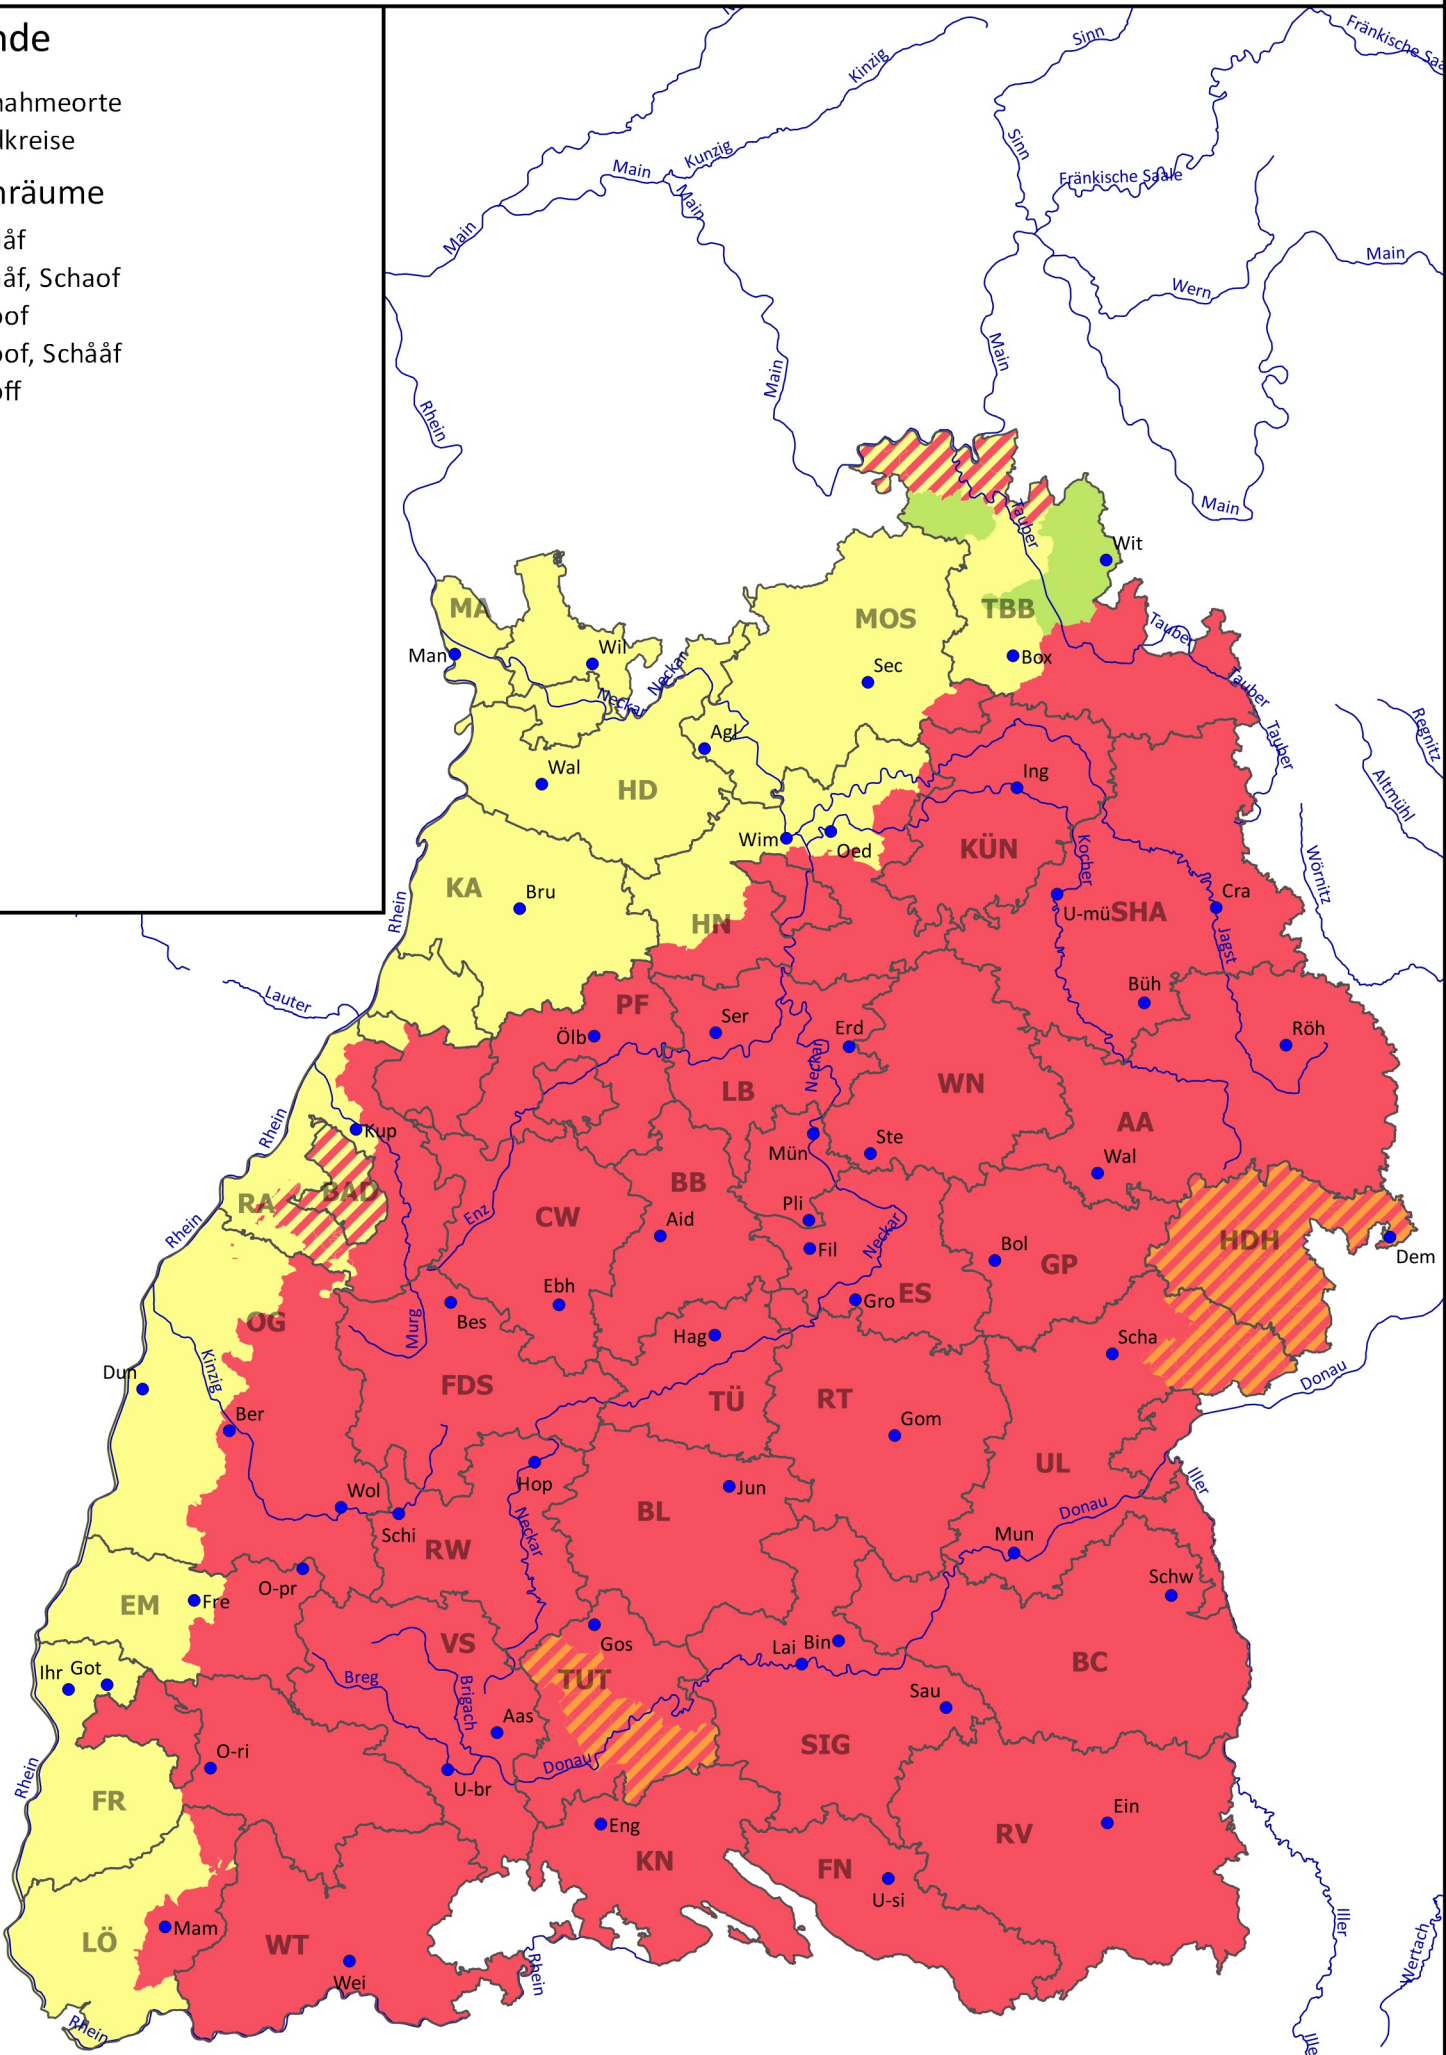 nde
nahmeorte
dkreise
nräume
åf
åf, Schaof
oof
oof, Schååf
off
Kinzig
Sinn
Fränkische Saa
Kunzig
Main
Sinn
Main
Fränkische Saale
Main
Main
Wern
Main
Main
Rhein
Main
Tauber
Wit
MA
MOS
TBB
Tauber
Man
Wil
Neckar
Sec
Box
Neckar
Tauber
Agl
Tauber
Regnitz
Wal
HD
Ing
Altmühl
Wim
Oed
KÜN
Kocher
Wörnitz
KA
Bru
Rhein
HN
U-mü
SHA
Cra
Jagst
Lauter
PF
Büh
Ölb
Ser
Erd
Röh
Neckar
LB
WN
Rhein
Kup
AA
Mün
Ste
Wal
RA
BAD
BB
Rhein
Enz
CW
Aid
Pli
Fil
Neckar
Bol
GP
HDH
Dem
OG
Murg
Bes
Ebh
Gro
ES
Hag
Scha
Dun
Kinzig
FDS
TÜ
RT
Donau
Ber
Gom
UL
Wol
Hop
Jun
Iller
Schi
Neckar
BL
Donau
RW
Mun
O-pr
Schw
EM
Fre
VS
Gos
Lai
Bin
BC
Ihr
Got
Breg
Brigach
TUT
Sau
Aas
SIG
O-ri
Donau
U-br
Rhein
FR
Eng
Ein
RV
KN
FN
U-si
LÖ
Mam
WT
Wei
Rhein
Iller
Wertach
Rhein
Ille